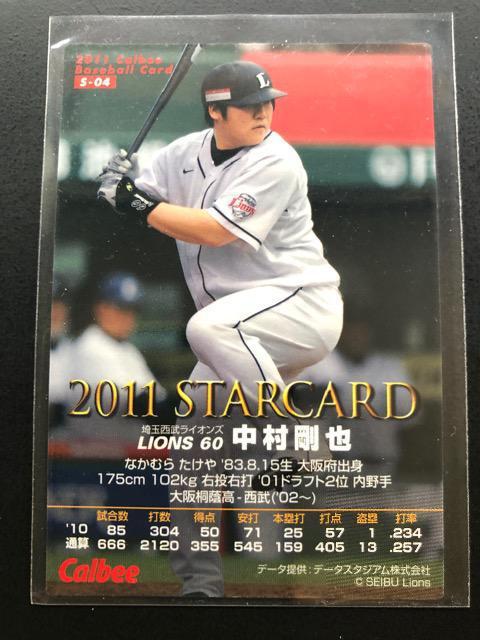 2011 Calbee
Baseball Card
S-04
L
Lions
2011 STARCARD
埼玉西武ライオンズ
LIONS 60 中村剛也
なかむら たけや '83.8.15生 大阪府出身
175cm 102kg 右投右打 '01ドラフト2位 内野手
大阪桐蔭高-西武('02~)
試合数 打数 得点 安打 本塁打 打点 盗塁 打率
'10 85 304 50 71 25 57 1 .234
通算 666 2120 355 545 159 405 13 .257
Calbee
データ提供:データスタジアム株式会社
© SEIBU Lions